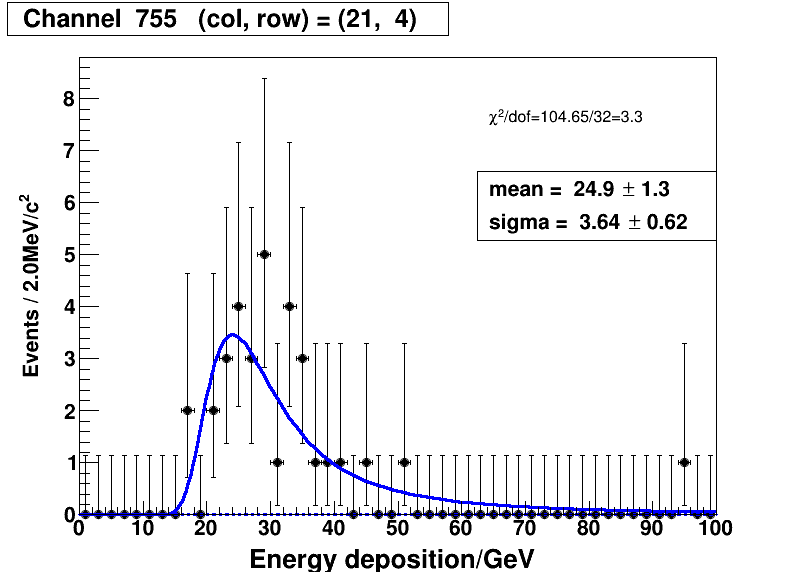 Channel 755 (col, row) = (21, 4)
χ²/dof=104.65/32=3.3
mean = 24.9 ± 1.3
sigma = 3.64 ± 0.62
Events / 2.0MeV/c²
8
7
6
5
4
3
2
1
0
0 10 20 30 40 50 60 70 80 90 100
Energy deposition/GeV